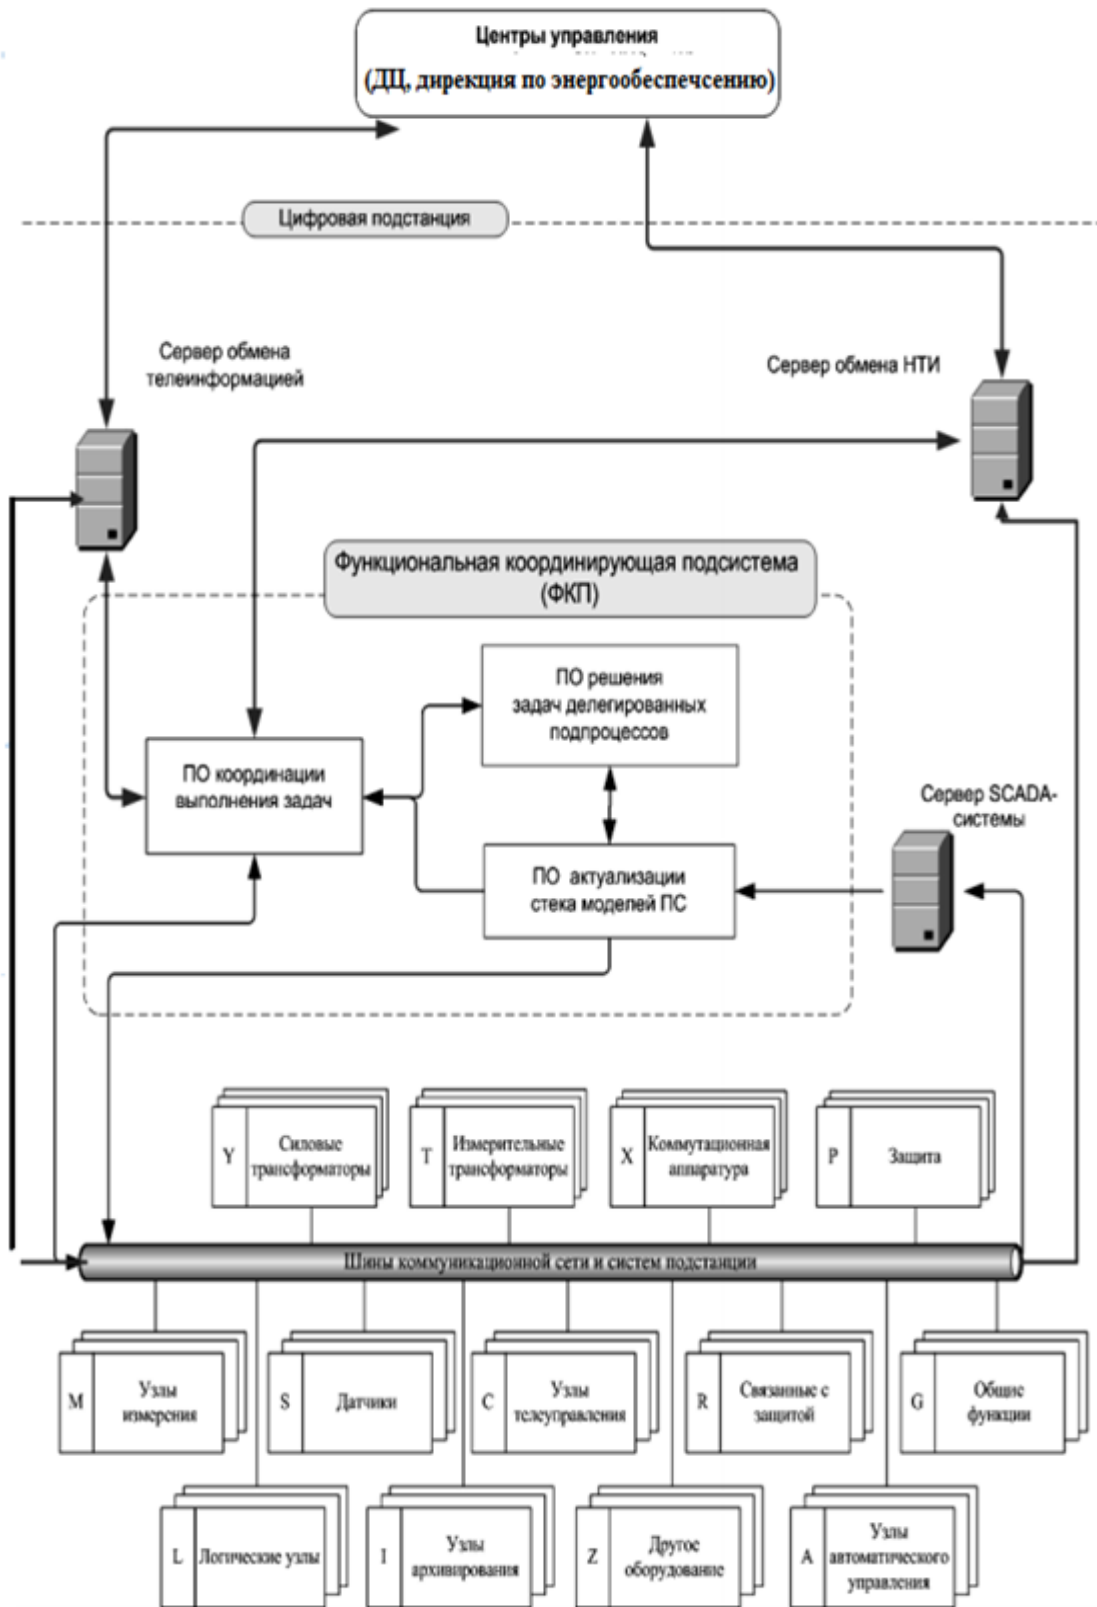 Центры управления
(ДЦ, дирекция по энергообеспечсению)
Цифровая подстанция
Сервер обмена
телеинформацией
Сервер обмена НТИ
Функциональная координирующая подсистема
(ФКП)
ПО решения
задач делегированных
подпроцессов
ПО координации
выполнения задач
Сервер SCADA-
системы
ПО актуализации
стека моделей ПС
Y
Силовые
трансформаторы
T
Измерительные
трансформаторы
X
Коммутационная
аппаратура
P
Защита
Шины коммуникационной сети и систем подстанции
M
Узлы
измерения
S
Датчики
C
Узлы
телеуправления
R
Связанные с
защитой
G
Общие
функции
L
Логические узлы
I
Узлы
архивирования
Z
Другое
оборудование
A
Узлы
автоматического
управления